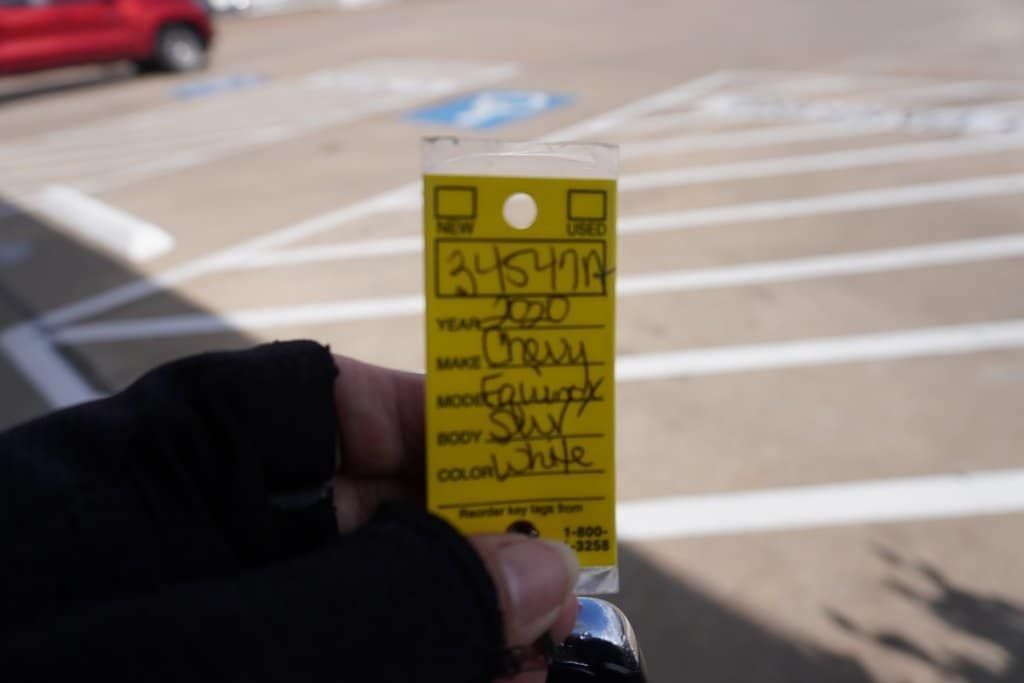 NEW USED
34547A
YEAR 2020
MAKE Chevy
MODEL Equinox
BODY SUV
COLOR White
Reorder key tags from
1-800-
-3258